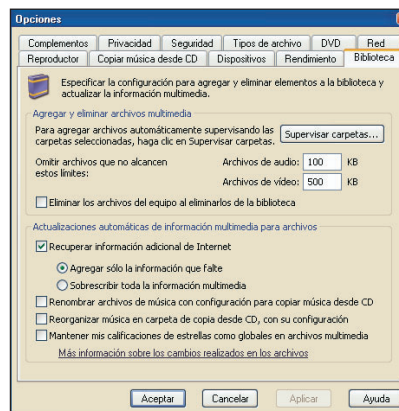 Opciones
Complementos Privacidad Seguridad Tipos de archivo DVD Red
Reproductor Copiar música desde CD Dispositivos Rendimiento Biblioteca
Especificar la configuración para agregar y eliminar elementos a la biblioteca y
actualizar la información multimedia.
Agregar y eliminar archivos multimedia
Para agregar archivos automáticamente supervisando las
carpetas seleccionadas, haga clic en Supervisar carpetas.
Supervisar carpetas...
Omitir archivos que no alcancen
estos límites:
Archivos de audio: 100 KB
Archivos de vídeo: 500 KB
Eliminar los archivos del equipo al eliminarlos de la biblioteca
Actualizaciones automáticas de información multimedia para archivos
Recuperar información adicional de Internet
Agregar sólo la información que falte
Sobrescribir toda la información multimedia
Renombrar archivos de música con configuración para copiar música desde CD
Reorganizar música en carpeta de copia desde CD, con su configuración
Mantener mis calificaciones de estrellas como globales en archivos multimedia
Más información sobre los cambios realizados en los archivos
Aceptar Cancelar Aplicar Ayuda